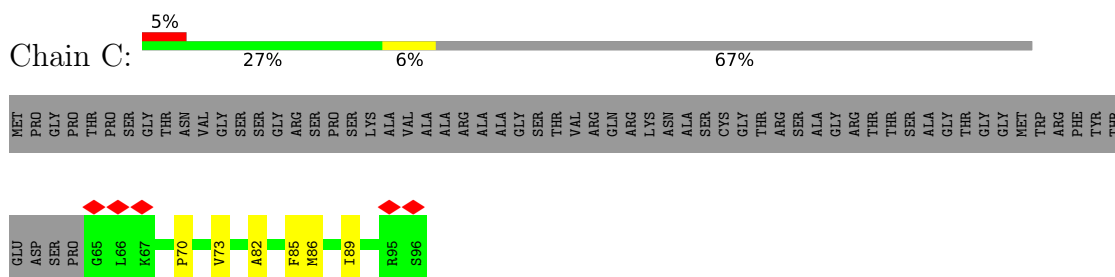 5%
Chain C:
27% 6% 67%
MET PRO GLY PRO THR PRO SER GLY THR ASN VAL GLY SER SER GLY ARG SER PRO SER LYS ALA VAL ALA ALA ARG ALA ALA GLY SER THR VAL ARG GLN ARG LYS ASN ALA SER CYS GLY THR ARG SER ALA GLY ARG THR THR SER ALA GLY THR GLY GLY MET TRP ARG PHE TYR THR
GLU ASP SER PRO G65 L66 K67 P70 V73 A82 F85 M86 I89 R95 S96